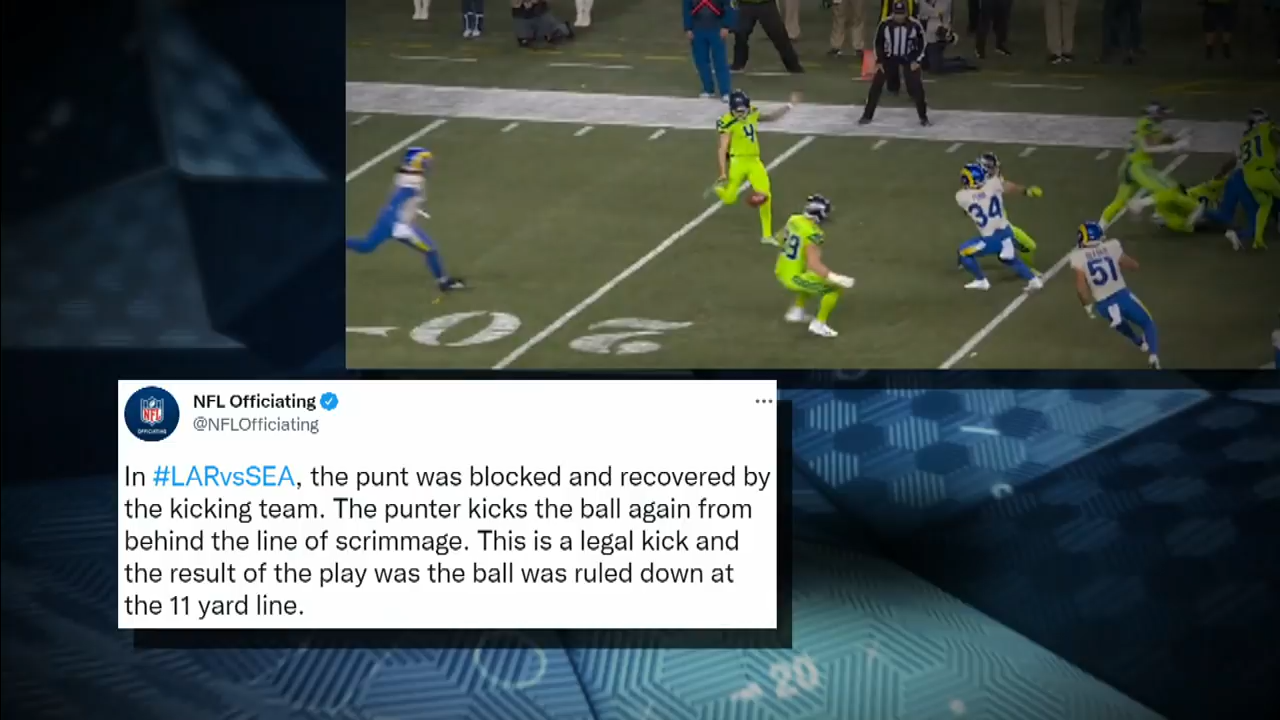 4
34
51
31
20
NFL Officiating
@NFLOfficiating
In #LARvsSEA, the punt was blocked and recovered by
the kicking team. The punter kicks the ball again from
behind the line of scrimmage. This is a legal kick and
the result of the play was the ball was ruled down at
the 11 yard line.
20